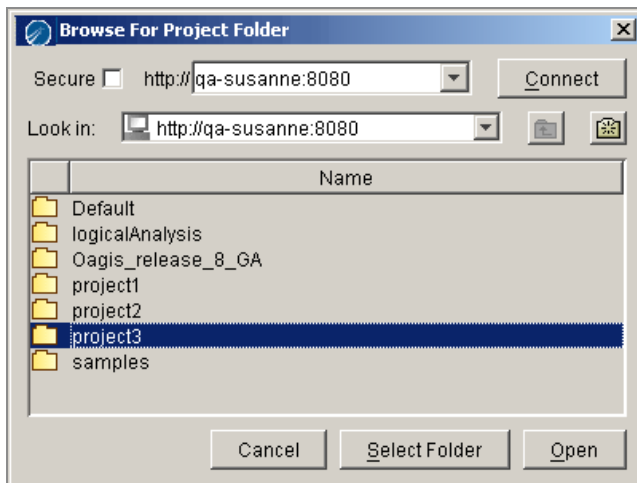 Browse For Project Folder
Secure http:// qa-susanne:8080 Connect
Look in: http://qa-susanne:8080
Name
Default
logicalAnalysis
Oagis_release_8_GA
project1
project2
project3
samples
Cancel Select Folder Open